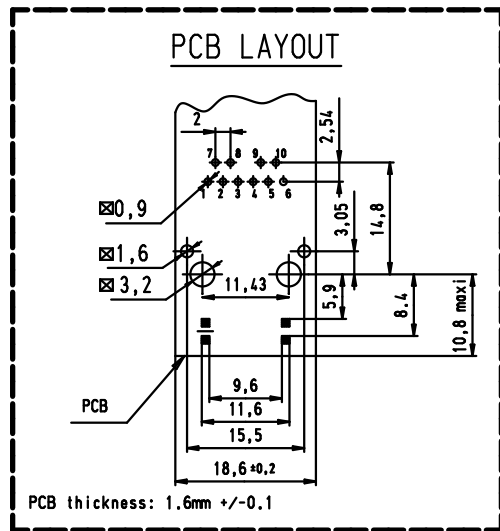 PCB LAYOUT
2
2,54
7 8 9 10
1 2 3 4 5 6
⌧0,9
⌧1,6
⌧3,2
3,05
14,8
11,43
5,9
8.4
10,8 maxi
PCB
9,6
11,6
15,5
18,6 ±0,2
PCB thickness: 1.6mm +/-0.1